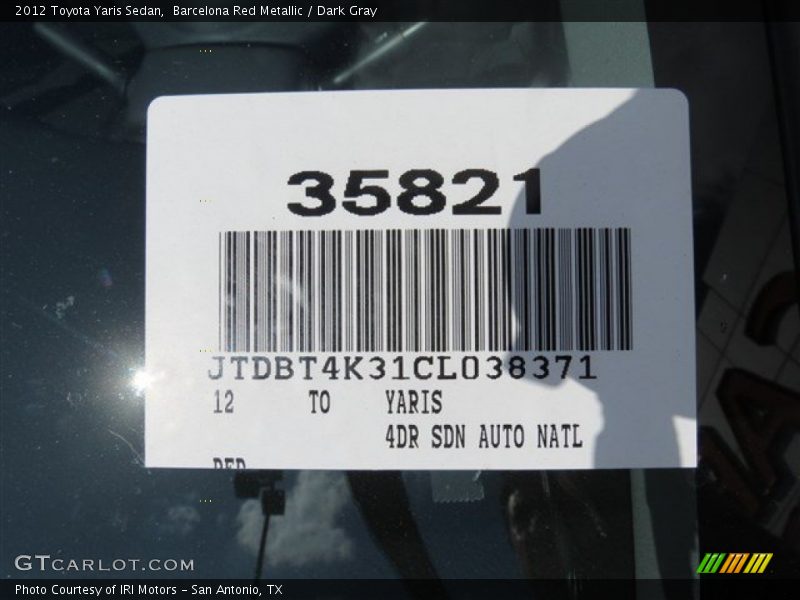 2012 Toyota Yaris Sedan,  Barcelona Red Metallic / Dark Gray
35821
JTDBT4K31CL038371
12 TO YARIS
4DR SDN AUTO NATL
RED
GTCARLOT.COM
Photo Courtesy of IRI Motors – San Antonio, TX